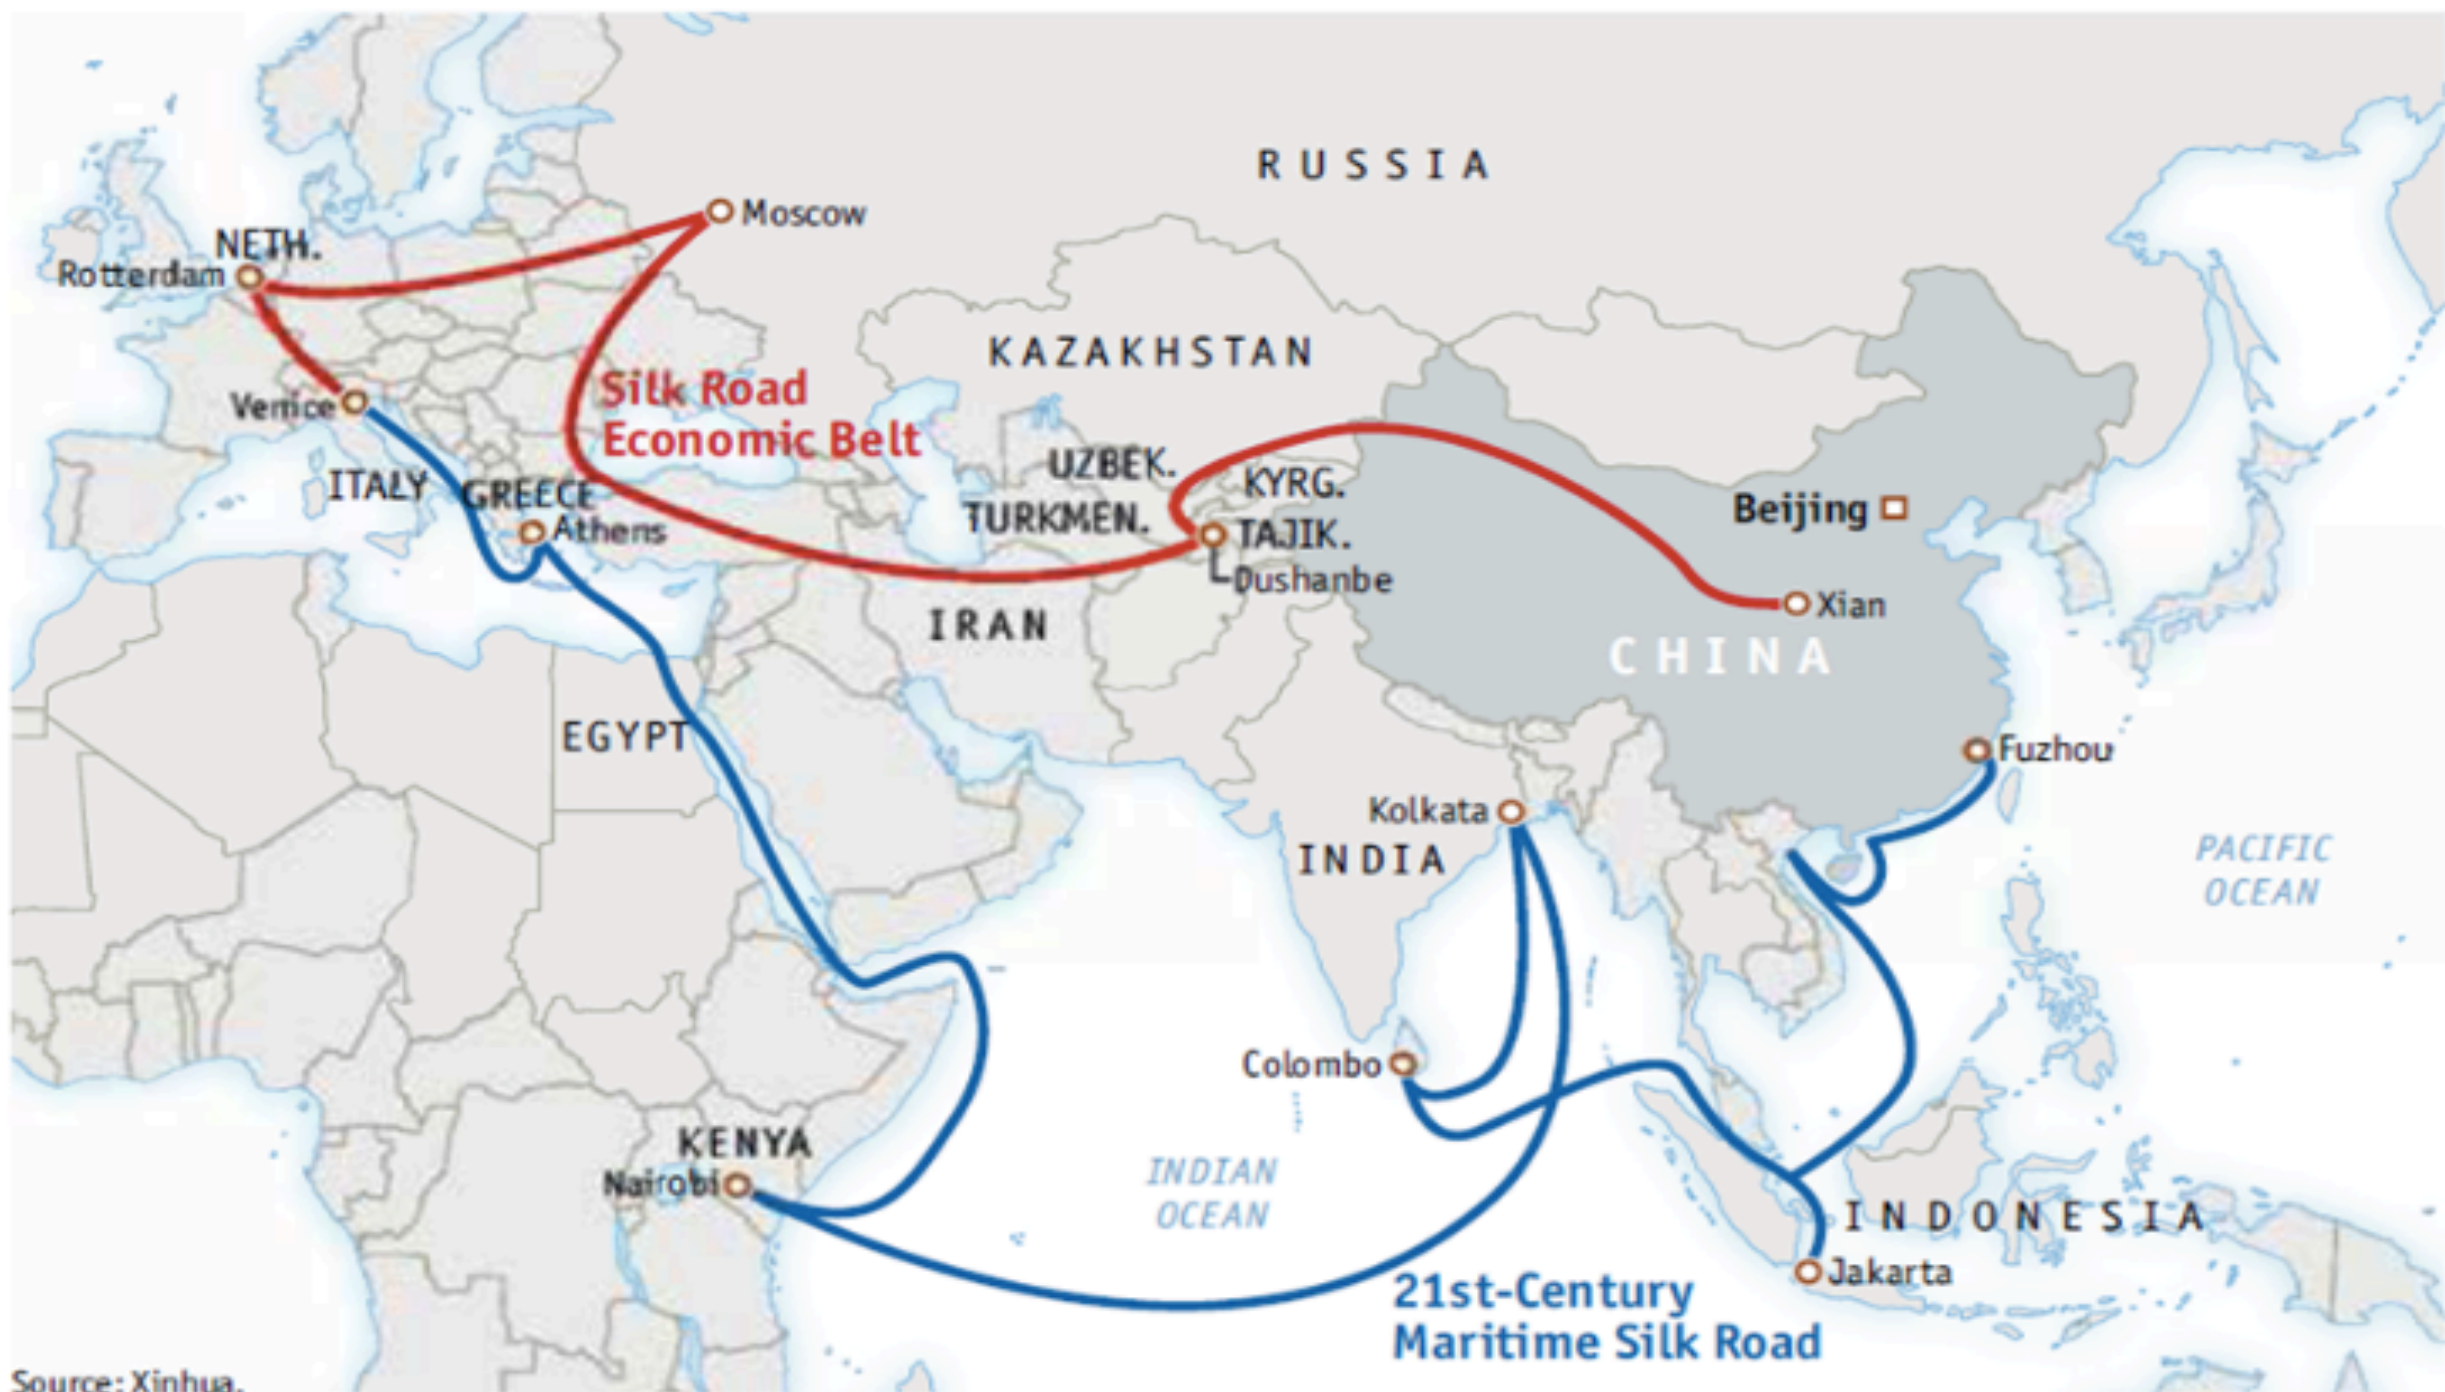 RUSSIA
Moscow
NETH.
Rotterdam
KAZAKHSTAN
Silk Road
Economic Belt
Venice
UZBEK.
KYRG.
ITALY
GREECE
TURKMEN.
Beijing
Athens
TAJIK.
Dushanbe
Xian
IRAN
CHINA
EGYPT
Fuzhou
Kolkata
INDIA
PACIFIC
OCEAN
Colombo
KENYA
Nairobi
INDIAN
OCEAN
INDONESIA
Jakarta
21st-Century
Maritime Silk Road
Source: Xinhua.